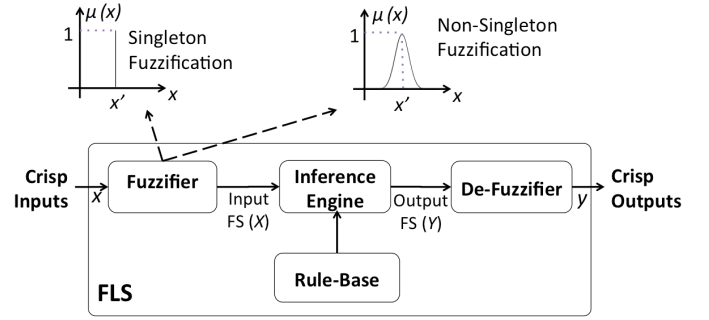 μ (x)
1
Singleton
Fuzzification
x’
x
μ (x)
1
Non-Singleton
Fuzzification
x’
x
Crisp
Inputs
x
Fuzzifier
Input
FS (X)
Inference
Engine
Output
FS (Y)
De-Fuzzifier
y
Crisp
Outputs
Rule-Base
FLS